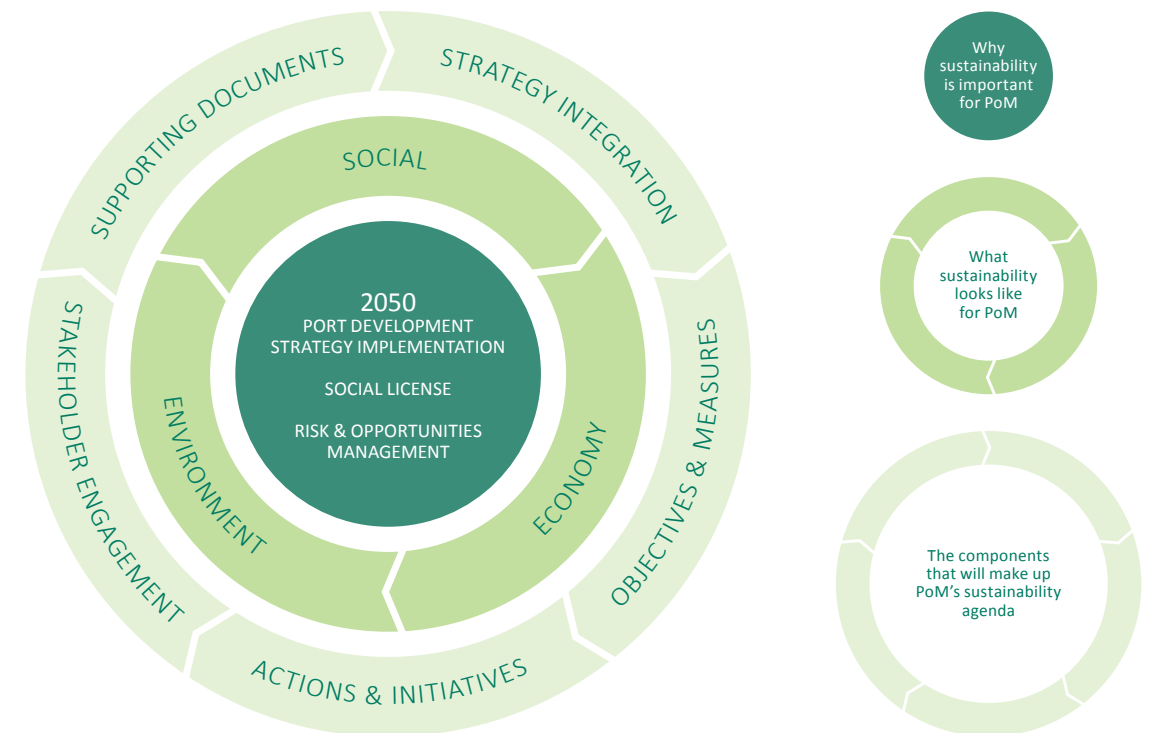 SUPPORTING DOCUMENTS
STRATEGY INTEGRATION
SOCIAL
2050
PORT DEVELOPMENT
STRATEGY IMPLEMENTATION
SOCIAL LICENSE
RISK & OPPORTUNITIES
MANAGEMENT
ENVIRONMENT
ECONOMY
STAKEHOLDER ENGAGEMENT
OBJECTIVES & MEASURES
ACTIONS & INITIATIVES
Why
sustainability
is important
for PoM
What
sustainability
looks like
for PoM
The components
that will make up
PoM's sustainability
agenda